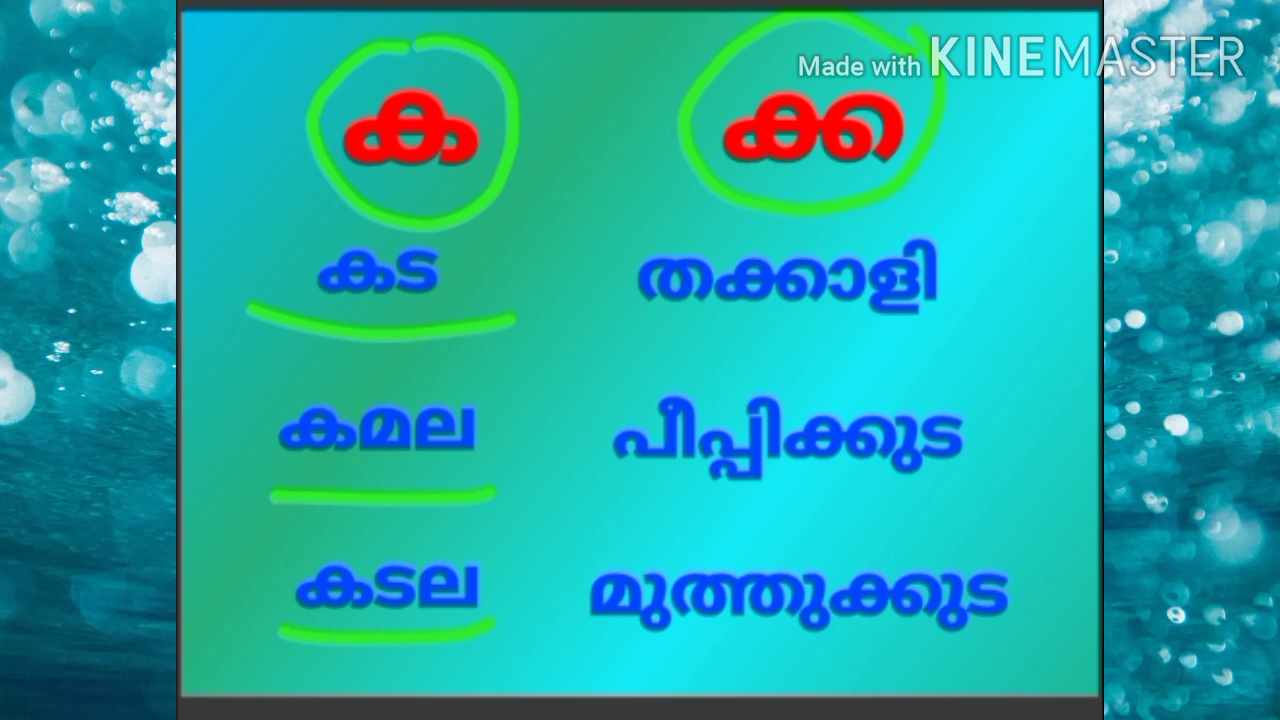 Made with KINEMASTER
ക ക്ക
കട തക്കാളി
കമല പീപ്പിക്കുട
കടല മുത്തുക്കുട